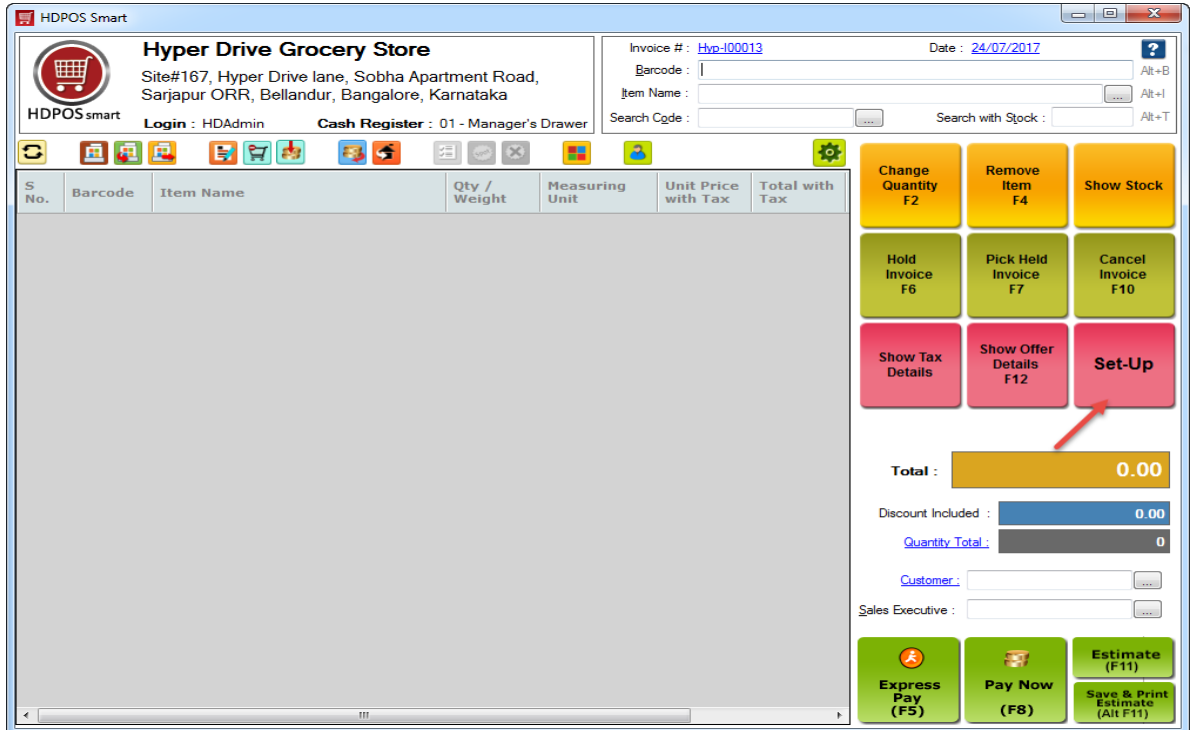 HDPOS Smart
Hyper Drive Grocery Store
Site#167, Hyper Drive lane, Sobha Apartment Road,
Sarjapur ORR, Bellandur, Bangalore, Karnataka
HDPOS smart
Login : HDAdmin Cash Register : 01 - Manager's Drawer
Invoice # : Hyp-I00013 Date : 24/07/2017 ?
Barcode : Alt+B
Item Name : ... Alt+I
Search Code : ... Search with Stock : Alt+T
S No. Barcode Item Name Qty / Weight Measuring Unit Unit Price with Tax Total with Tax
Change
Quantity
F2
Remove
Item
F4
Show Stock
Hold
Invoice
F6
Pick Held
Invoice
F7
Cancel
Invoice
F10
Show Tax
Details
Show Offer
Details
F12
Set-Up
Total : 0.00
Discount Included : 0.00
Quantity Total : 0
Customer : ...
Sales Executive : ...
Express
Pay
(F5)
Pay Now
(F8)
Estimate
(F11)
Save & Print
Estimate
(Alt F11)